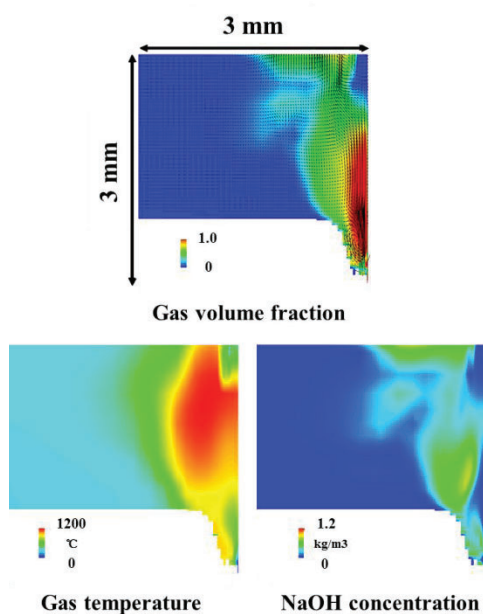 3 mm
3 mm
1.0
0
Gas volume fraction
1200
℃
0
Gas temperature
1.2
kg/m3
0
NaOH concentration